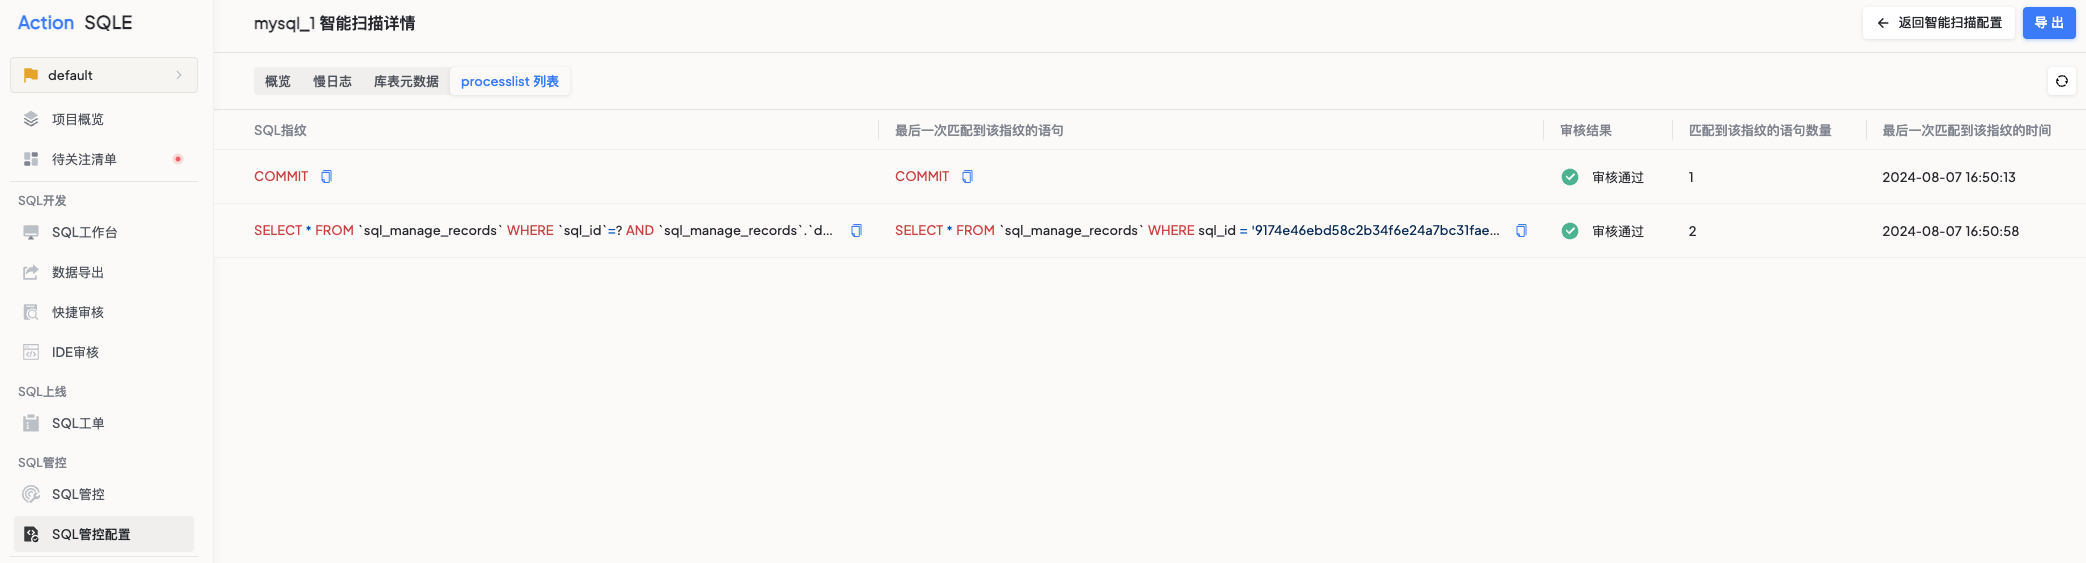 Action SQLE
default
项目概览
待关注清单
SQL开发
SQL工作台
数据导出
快捷审核
IDE审核
SQL上线
SQL工单
SQL管控
SQL管控
SQL管控配置
mysql_1 智能扫描详情
返回智能扫描配置
导 出
概览 慢日志 库表元数据 processlist 列表
SQL指纹 最后一次匹配到该指纹的语句 审核结果 匹配到该指纹的语句数量 最后一次匹配到该指纹的时间
COMMIT COMMIT 审核通过 1 2024-08-07 16:50:13
SELECT * FROM `sql_manage_records` WHERE `sql_id`=? AND `sql_manage_records`.`d... SELECT * FROM `sql_manage_records` WHERE sql_id = '9174e46ebd58c2b34f6e24a7bc31fae... 审核通过 2 2024-08-07 16:50:58